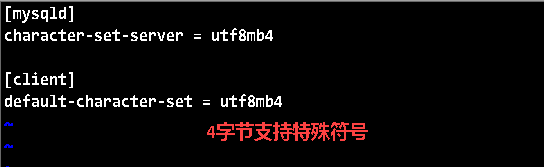 [mysqld]
character-set-server = utf8mb4
[client]
default-character-set = utf8mb4
~
4字节支持特殊符号
~